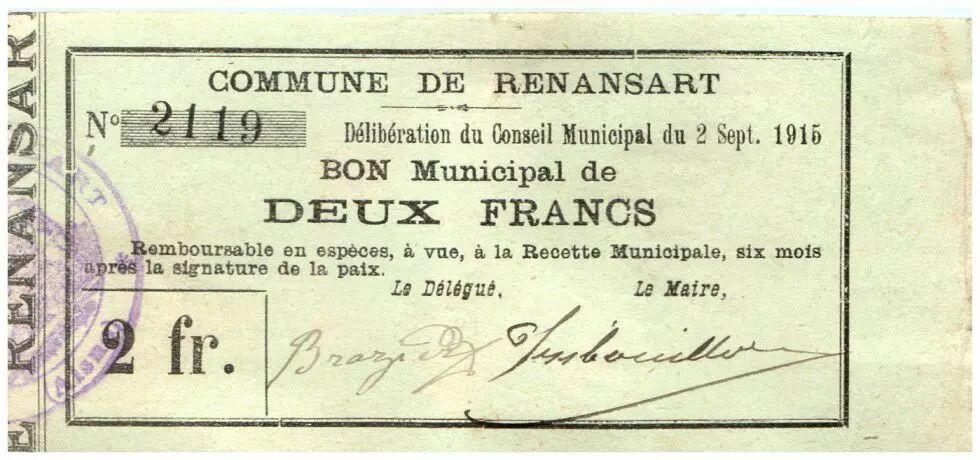 COMMUNE DE RENANSART
Nº 2119
Délibération du Conseil Municipal du 2 Sept. 1915
BON Municipal de
DEUX FRANCS
Remboursable en espèces, à vue, à la Recette Municipale, six mois
après la signature de la paix.
Le Délégué, Le Maire,
2 fr.
E RENANSART